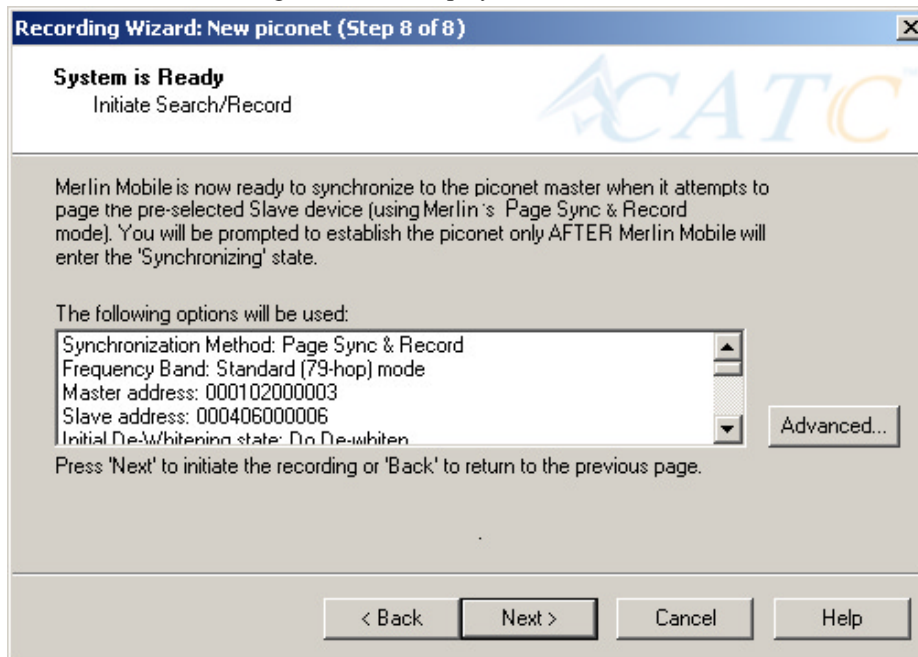 Recording Wizard: New piconet (Step 8 of 8)
System is Ready
Initiate Search/Record
CATC
Merlin Mobile is now ready to synchronize to the piconet master when it attempts to
page the pre-selected Slave device (using Merlin's Page Sync & Record
mode). You will be prompted to establish the piconet only AFTER Merlin Mobile will
enter the 'Synchronizing' state.
The following options will be used:
Synchronization Method: Page Sync & Record
Frequency Band: Standard (79-hop) mode
Master address: 000102000003
Slave address: 000406000006
Initial De-Whitening state: Do De-whiten
Advanced...
Press 'Next' to initiate the recording or 'Back' to return to the previous page.
< Back Next > Cancel Help